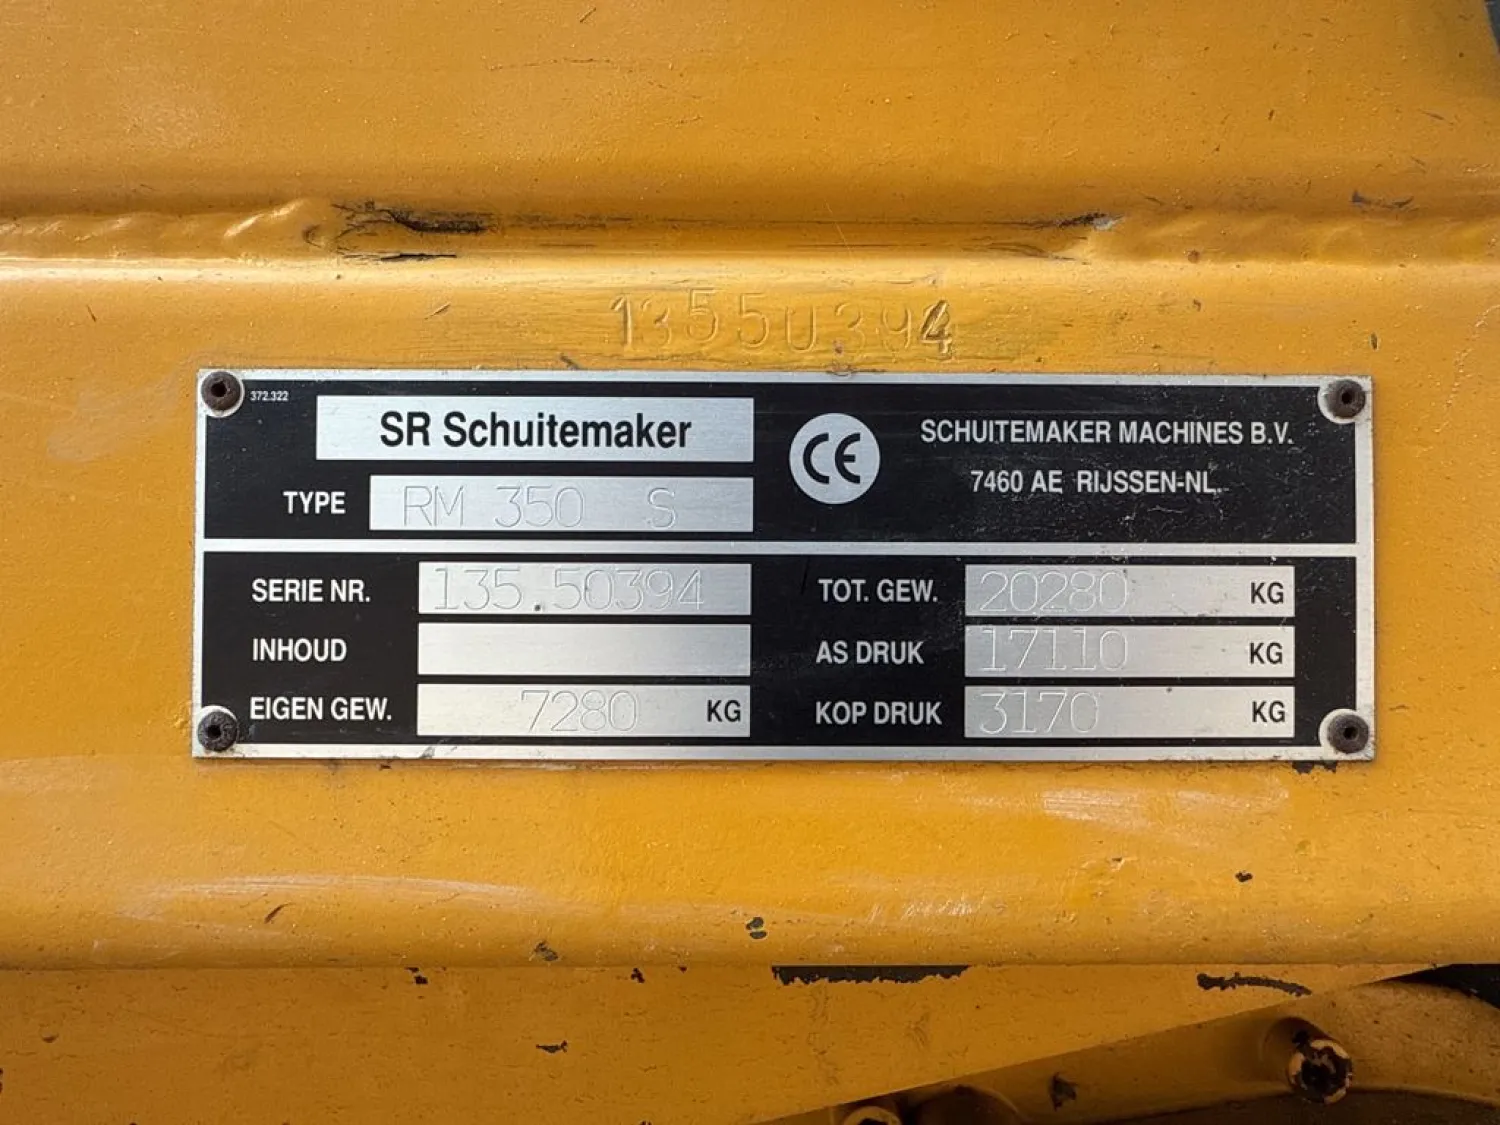 13550394
372.322
SR Schuitemaker
TYPE RM 350 S
CE
SCHUITEMAKER MACHINES B.V.
7460 AE RIJSSEN-NL.
SERIE NR. 135.50394
INHOUD
EIGEN GEW. 7280 KG
TOT. GEW. 20280 KG
AS DRUK 17110 KG
KOP DRUK 3170 KG